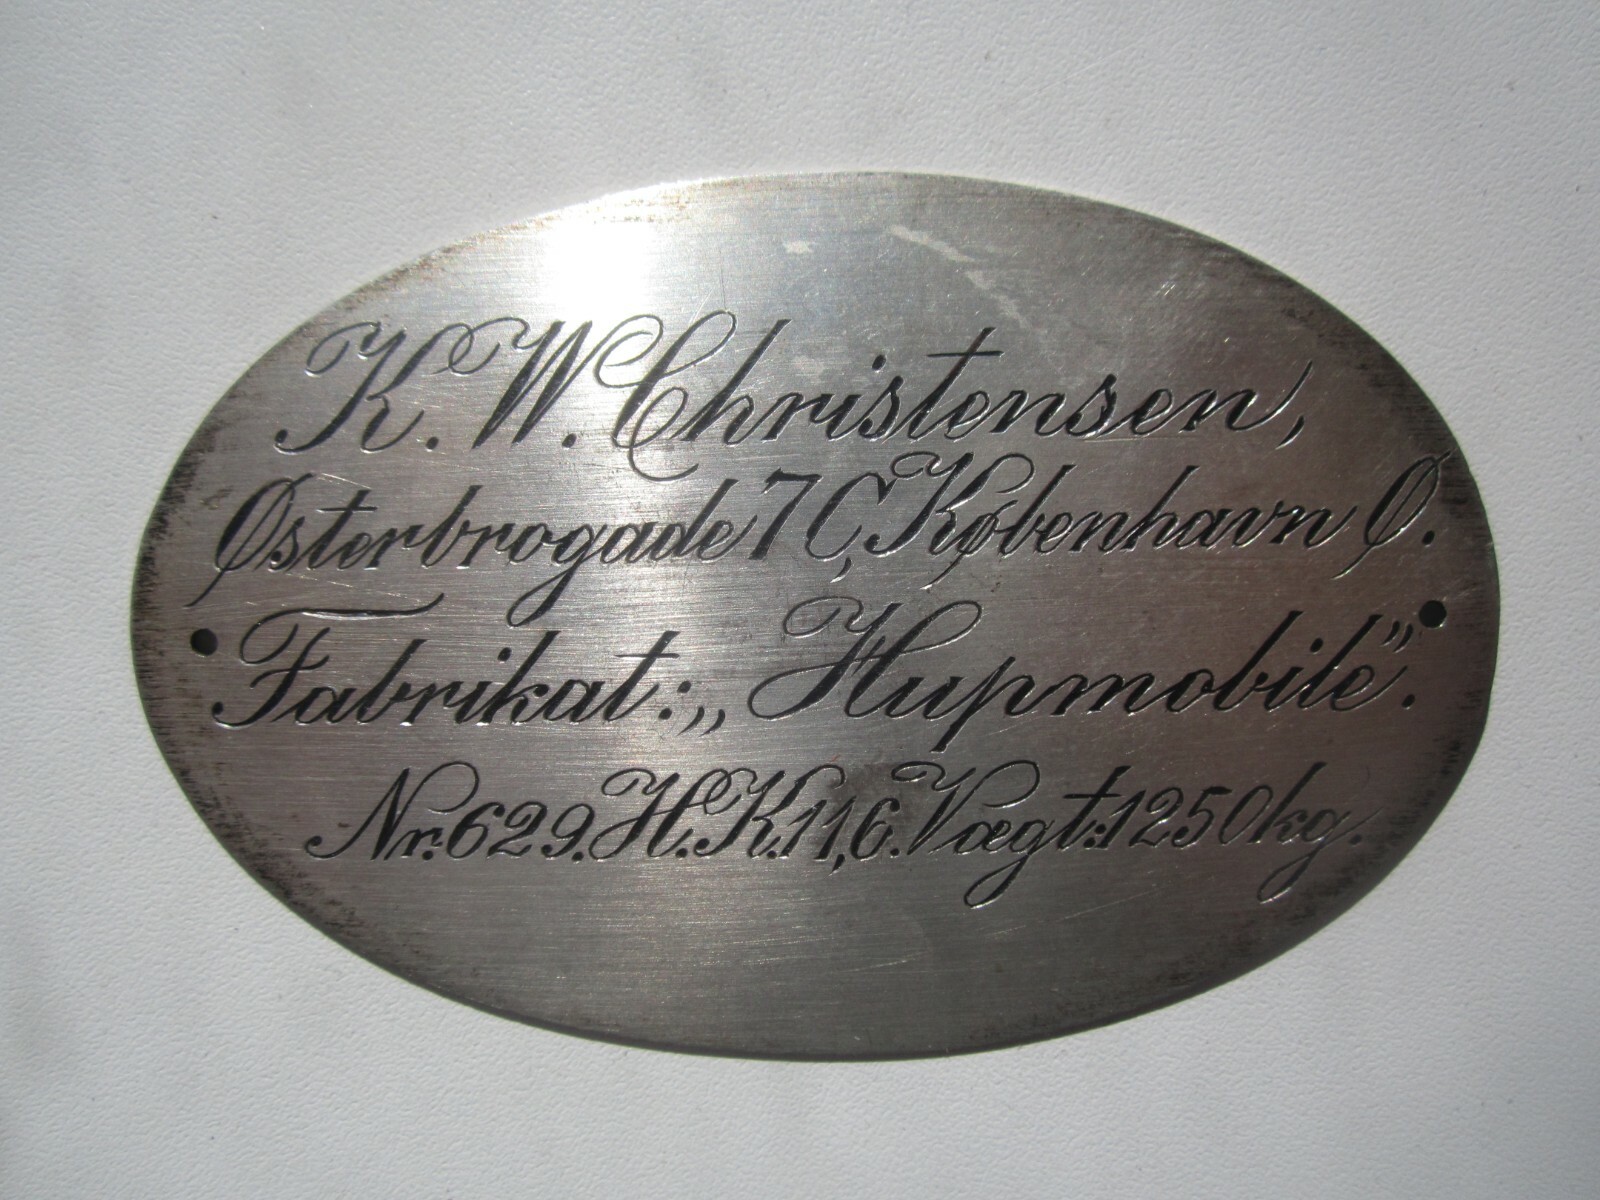 K. W. Christensen,
Østerbrogade 7 C, København Ø.
Fabrikat: „Hupmobile”.
Nr. 629. H.K. 11,6. Vægt: 1250 kg.